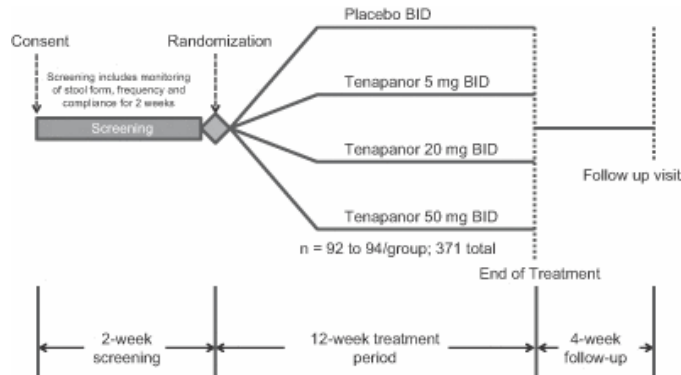 Placebo BID
Consent
Randomization
Screening includes monitoring
of stool form, frequency and
compliance for 2 weeks
Tenapanor 5 mg BID
Screening
Tenapanor 20 mg BID
Follow up visit
Tenapanor 50 mg BID
n = 92 to 94/group; 371 total
End of Treatment
2-week
screening
12-week treatment
period
4-week
follow-up